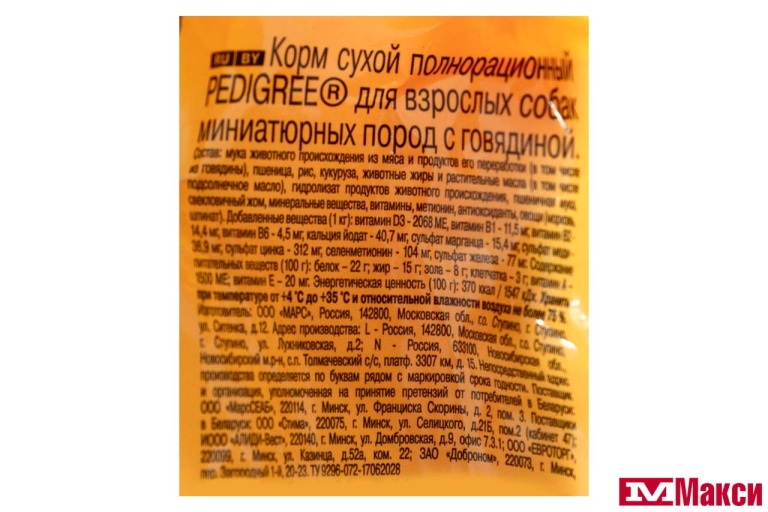 RU BY Корм сухой полнорационный
PEDIGREE® для взрослых собак
миниатюрных пород с говядиной.
Состав: мука животного происхождения из мяса и продуктов его переработки (в том числе
из говядины), пшеница, рис, кукуруза, животные жиры и растительные масла (в том числе
подсолнечное масло), гидролизат продуктов животного происхождения, пшеничная мука,
свекловичный жом, минеральные вещества, витамины, метионин, антиоксиданты, овощи (морковь,
шпинат). Добавленные вещества (1 кг): витамин D3 - 2068 МЕ, витамин В1 - 11,5 мг, витамин В2 -
14,4 мг, витамин В6 - 4,5 мг, кальция йодат - 40,7 мг, сульфат марганца - 15,4 мг, сульфат меди -
36,9 мг, сульфат цинка - 312 мг, селенметионин - 104 мг, сульфат железа - 77 мг. Содержание
питательных веществ (100 г): белок – 22 г; жир – 15 г; зола – 8 г; клетчатка – 3 г; витамин А –
1500 МЕ; витамин Е – 20 мг. Энергетическая ценность (100 г): 370 ккал / 1547 кДж. Хранить
при температуре от +4°С до +35°С и относительной влажности воздуха не более 75 %.
Изготовитель: ООО «МАРС», Россия, 142800, Московская обл., г.о. Ступино, г. Ступино,
ул. Ситенка, д.12. Адрес производства: L - Россия, 142800, Московская обл., г.о. Ступино,
г. Ступино, ул. Лужниковская, д.2; N - Россия, 633100, Новосибирская обл.,
Новосибирский м.р-н, с.п. Толмачевский с/с, платф. 3307 км, д. 15. Непосредственный адрес
производства определяется по буквам рядом с маркировкой срока годности. Поставщик
и организация, уполномоченная на принятие претензий от потребителей в Беларуси:
ООО «МарсСЕАБ», 220114, г. Минск, ул. Франциска Скорины, д. 2, пом. 3. Поставщики
в Беларуси: ООО «Стима», 220075, г. Минск, ул. Селицкого, д.21Б, пом.2 (кабинет 47);
ИООО «АЛИДИ-Вест», 220140, г. Минск, ул. Домбровская, д.9, офис 7.3.1; ООО «ЕВРОТОРГ»,
220099, г. Минск, ул. Казинца, д.52а, ком. 22; ЗАО «Доброном», 220073, г. Минск,
пер. Загородный 1-й, 20-23. ТУ 9296-072-17062028
Макси